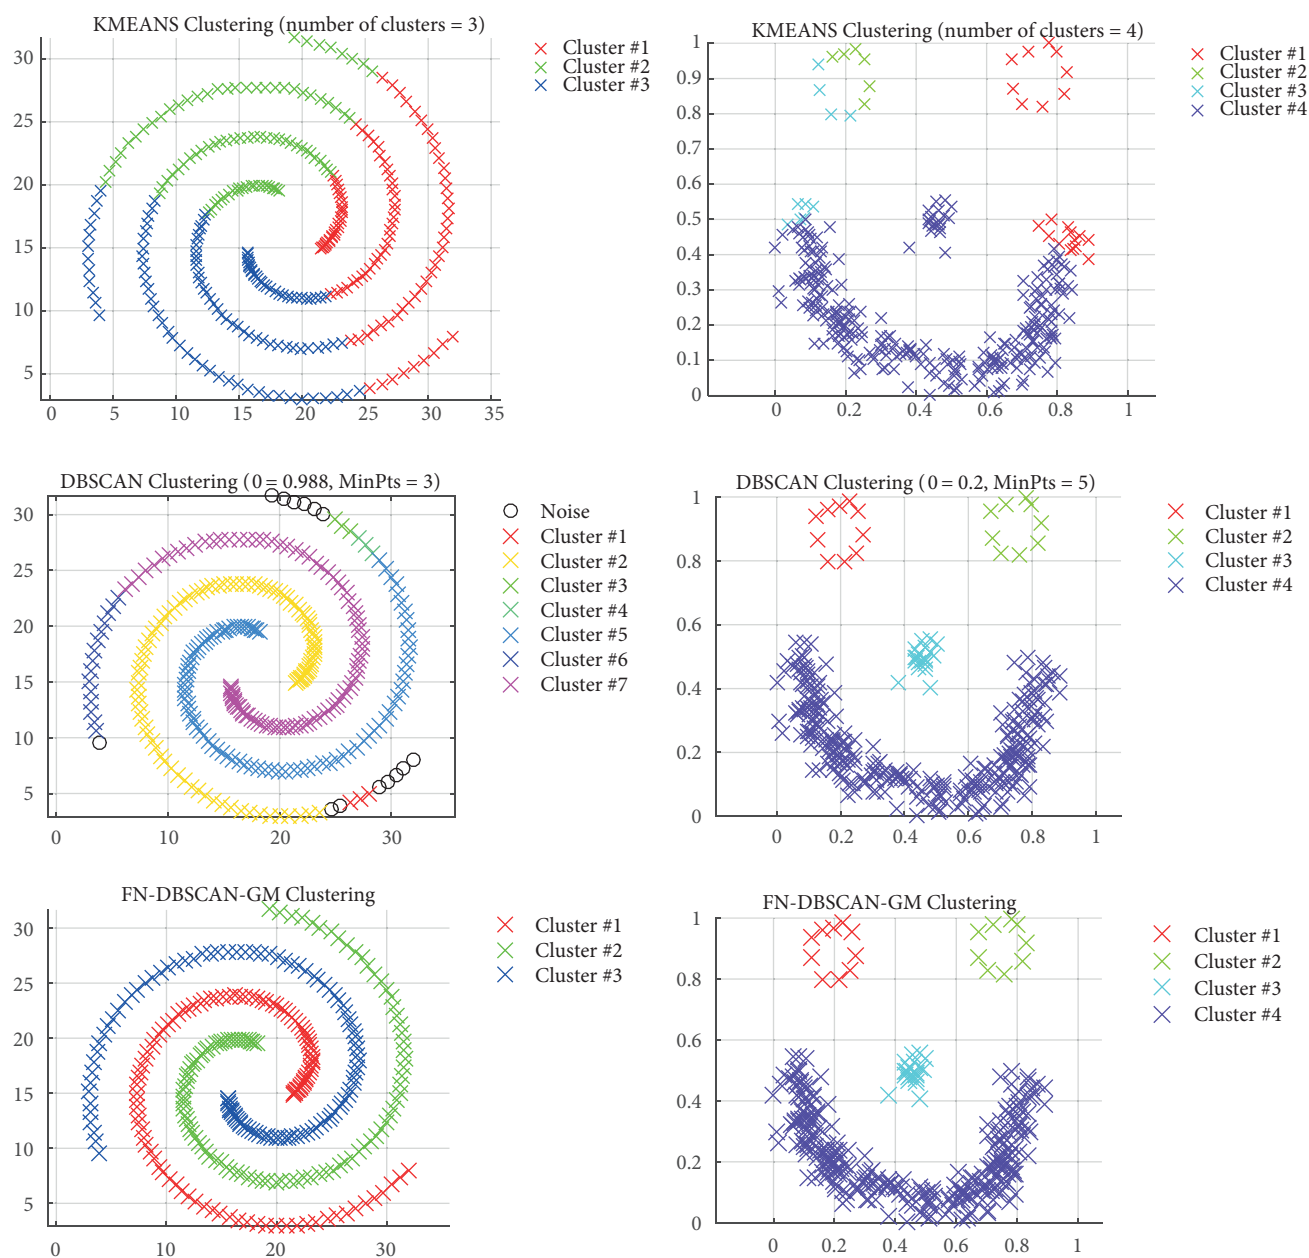 KMEANS Clustering (number of clusters = 3)
30
25
20
15
10
5
0 5 10 15 20 25 30 35
Cluster #1
Cluster #2
Cluster #3
KMEANS Clustering (number of clusters = 4)
1
0.9
0.8
0.7
0.6
0.5
0.4
0.3
0.2
0.1
0
0 0.2 0.4 0.6 0.8 1
Cluster #1
Cluster #2
Cluster #3
Cluster #4
DBSCAN Clustering (0 = 0.988, MinPts = 3)
30
25
20
15
10
5
0 10 20 30
Noise
Cluster #1
Cluster #2
Cluster #3
Cluster #4
Cluster #5
Cluster #6
Cluster #7
DBSCAN Clustering (0 = 0.2, MinPts = 5)
1
0.8
0.6
0.4
0.2
0
0 0.2 0.4 0.6 0.8 1
Cluster #1
Cluster #2
Cluster #3
Cluster #4
FN-DBSCAN-GM Clustering
30
25
20
15
10
5
0 10 20 30
Cluster #1
Cluster #2
Cluster #3
FN-DBSCAN-GM Clustering
1
0.8
0.6
0.4
0.2
0
0 0.2 0.4 0.6 0.8 1
Cluster #1
Cluster #2
Cluster #3
Cluster #4